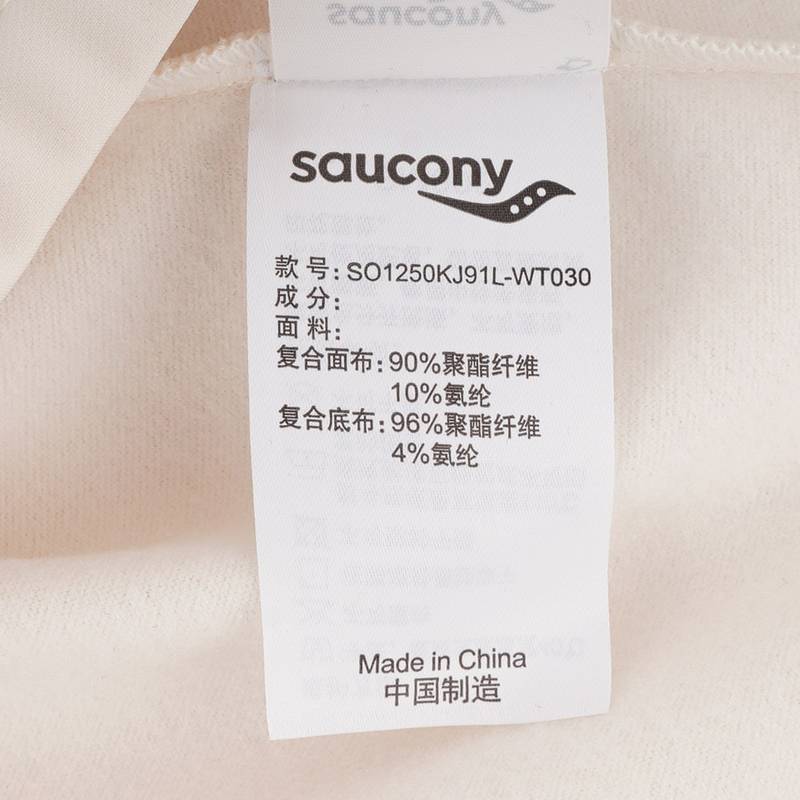 saucony
saucony
款号:SO1250KJ91L-WT030
成分:
面料:
复合面布:90%聚酯纤维
10%氨纶
复合底布:96%聚酯纤维
4%氨纶
Made in China
中国制造